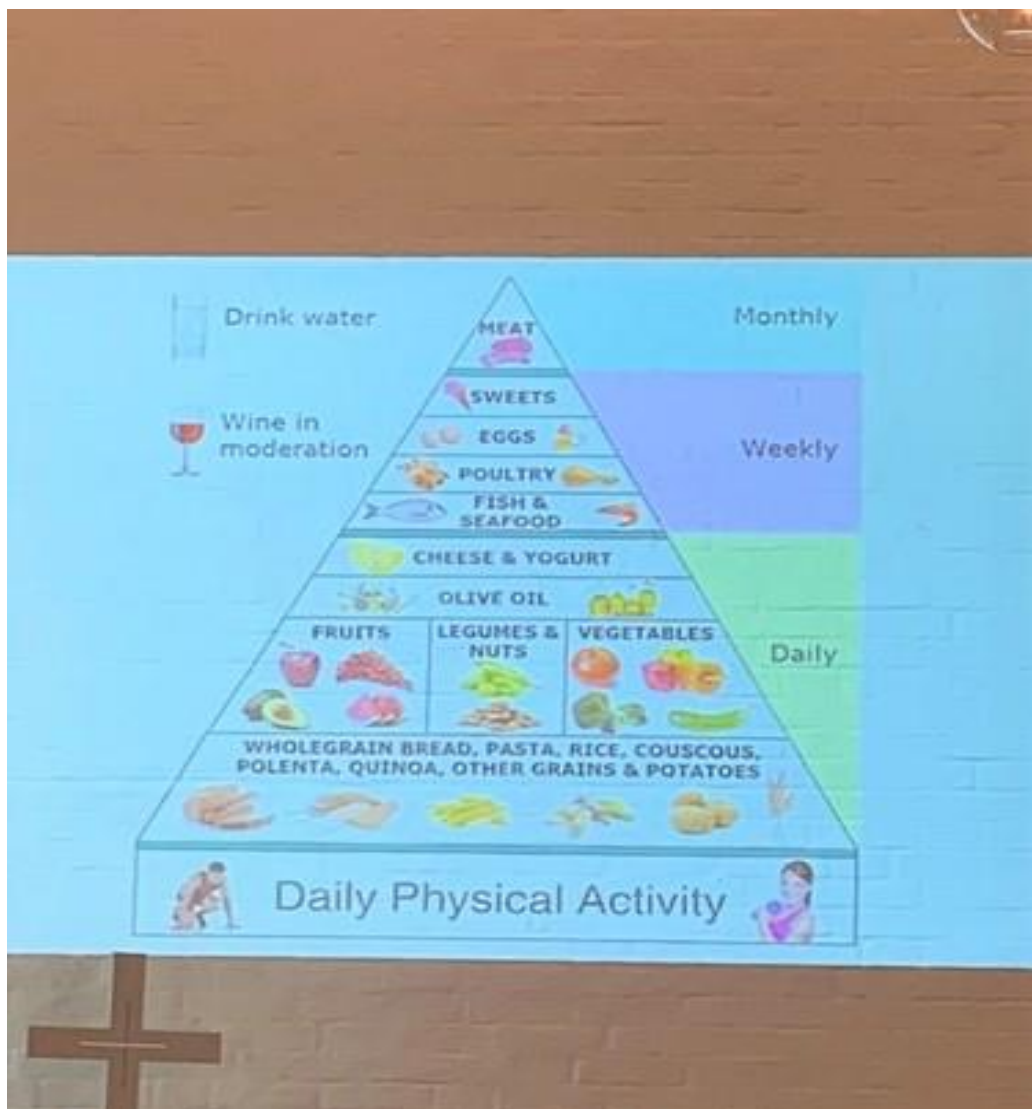 Drink water
Wine in
moderation
MEAT
SWEETS
EGGS
POULTRY
FISH &
SEAFOOD
CHEESE & YOGURT
OLIVE OIL
FRUITS
LEGUMES &
NUTS
VEGETABLES
WHOLEGRAIN BREAD, PASTA, RICE, COUSCOUS,
POLENTA, QUINOA, OTHER GRAINS & POTATOES
Daily Physical Activity
Monthly
Weekly
Daily